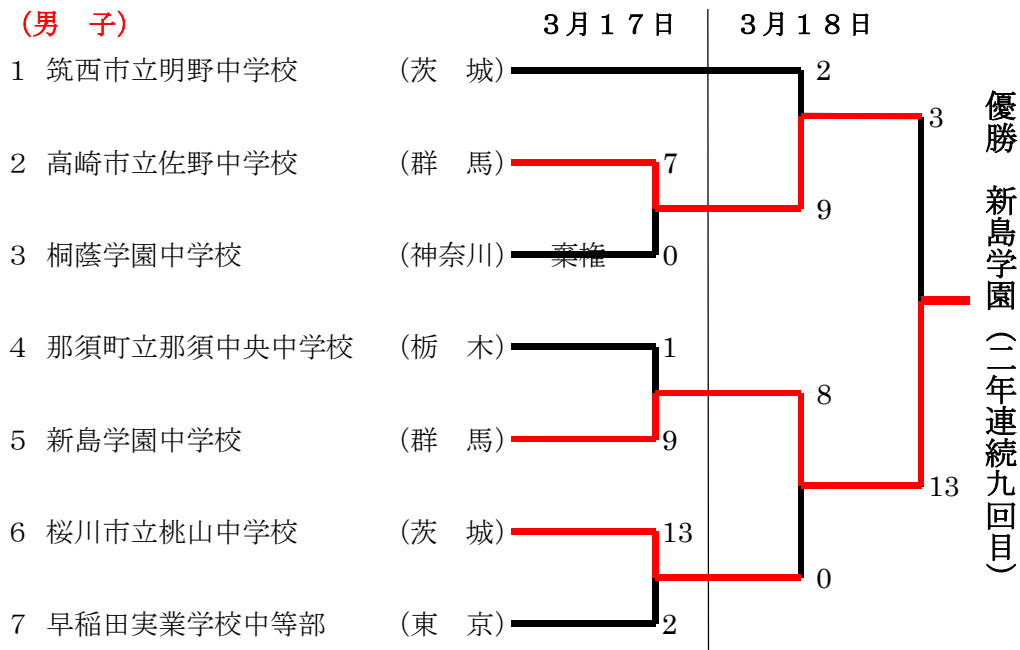 （男　子）
３月１７日
３月１８日
1 筑西市立明野中学校 （茨　城） 2
3
2 高崎市立佐野中学校 （群　馬） 7
9
3 桐蔭学園中学校 （神奈川） 棄権 0
4 那須町立那須中央中学校 （栃　木） 1
8
5 新島学園中学校 （群　馬） 9
13
6 桜川市立桃山中学校 （茨　城） 13
0
7 早稲田実業学校中等部 （東　京） 2
優勝　新島学園（二年連続九回目）